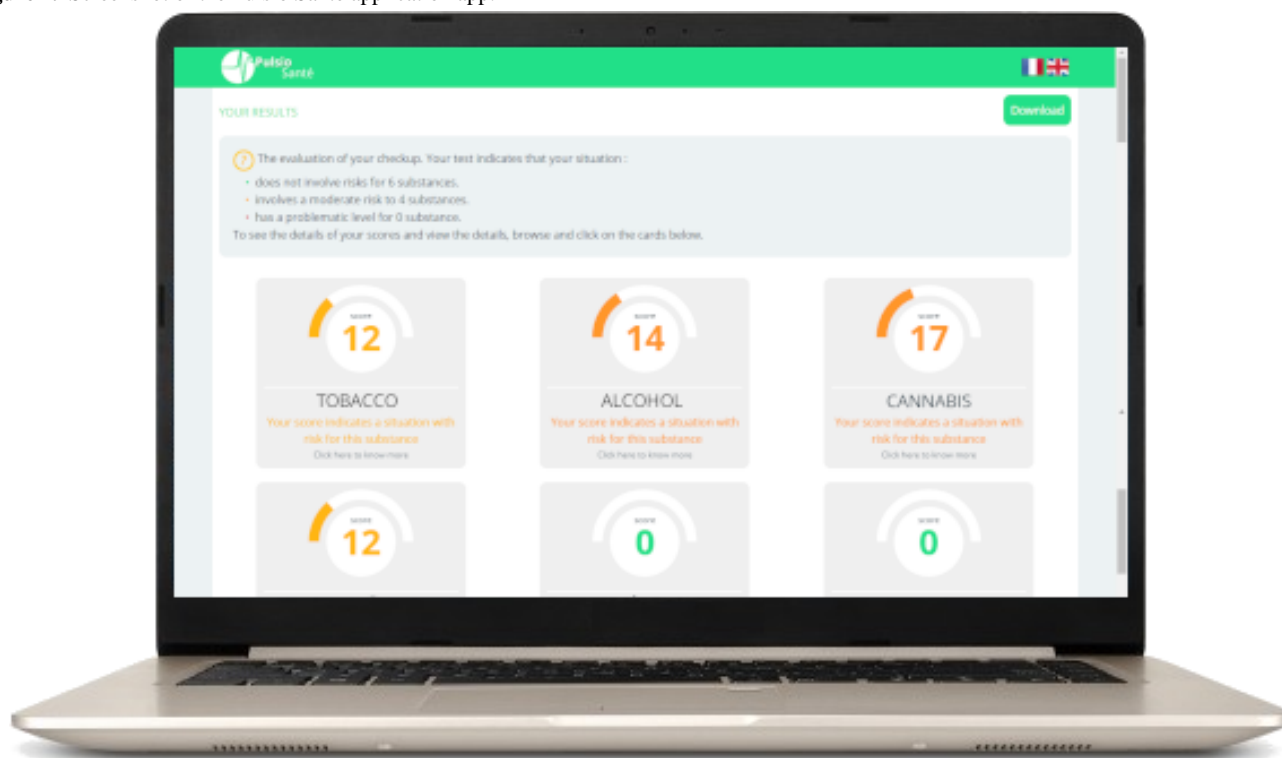 Pulsio
Santé
YOUR RESULTS
Download
? The evaluation of your checkup. Your test indicates that your situation :
• does not involve risks for 6 substances.
• involves a moderate risk to 4 substances.
• has a problematic level for 0 substance.
To see the details of your scores and view the details, browse and click on the cards below.
SCORE
12
TOBACCO
Your score indicates a situation with
risk for this substance
Click here to know more
SCORE
14
ALCOHOL
Your score indicates a situation with
risk for this substance
Click here to know more
SCORE
17
CANNABIS
Your score indicates a situation with
risk for this substance
Click here to know more
SCORE
12
SCORE
0
SCORE
0